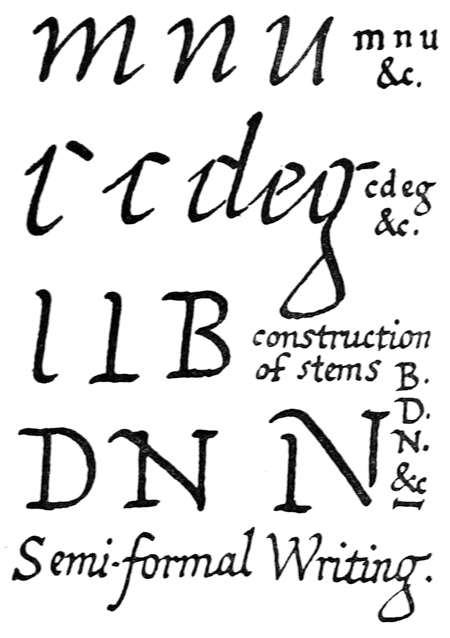 m n u m n u
&c.
c c d e g c d e g
&c.
l l B construction
of stems B.
D.
D N N N.
&c
Semi-formal Writing.